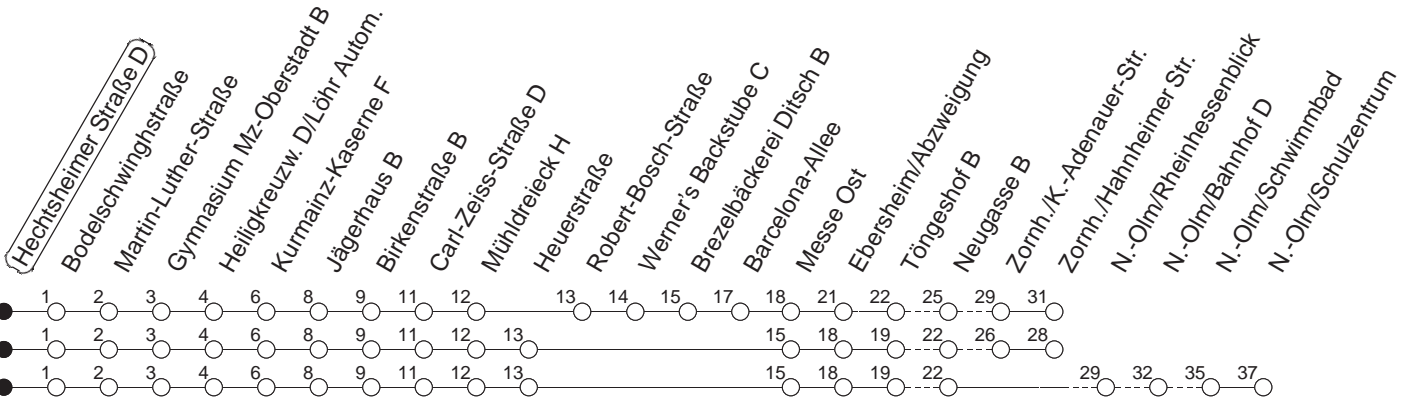 Hechtsheimer Straße D
Bodelschwinghstraße
Martin-Luther-Straße
Gymnasium Mz-Oberstadt B
Heiligkreuzw. D/Löhr Autom.
Kurmainz-Kaserne F
Jägerhaus B
Birkenstraße B
Carl-Zeiss-Straße D
Mühldreieck H
Heuerstraße
Robert-Bosch-Straße
Werner's Backstube C
Brezelbäckerei Ditsch B
Barcelona-Allee
Messe Ost
Ebersheim/Abzweigung
Töngeshof B
Neugasse B
Zornh./K.-Adenauer-Str.
Zornh./Hahnheimer Str.
N.-Olm/Rheinhessenblick
N.-Olm/Bahnhof D
N.-Olm/Schwimmbad
N.-Olm/Schulzentrum
1 2 3 4 6 8 9 11 12 13 14 15 17 18 21 22 25 29 31
1 2 3 4 6 8 9 11 12 13 15 18 19 22 26 28
1 2 3 4 6 8 9 11 12 13 15 18 19 22 29 32 35 37